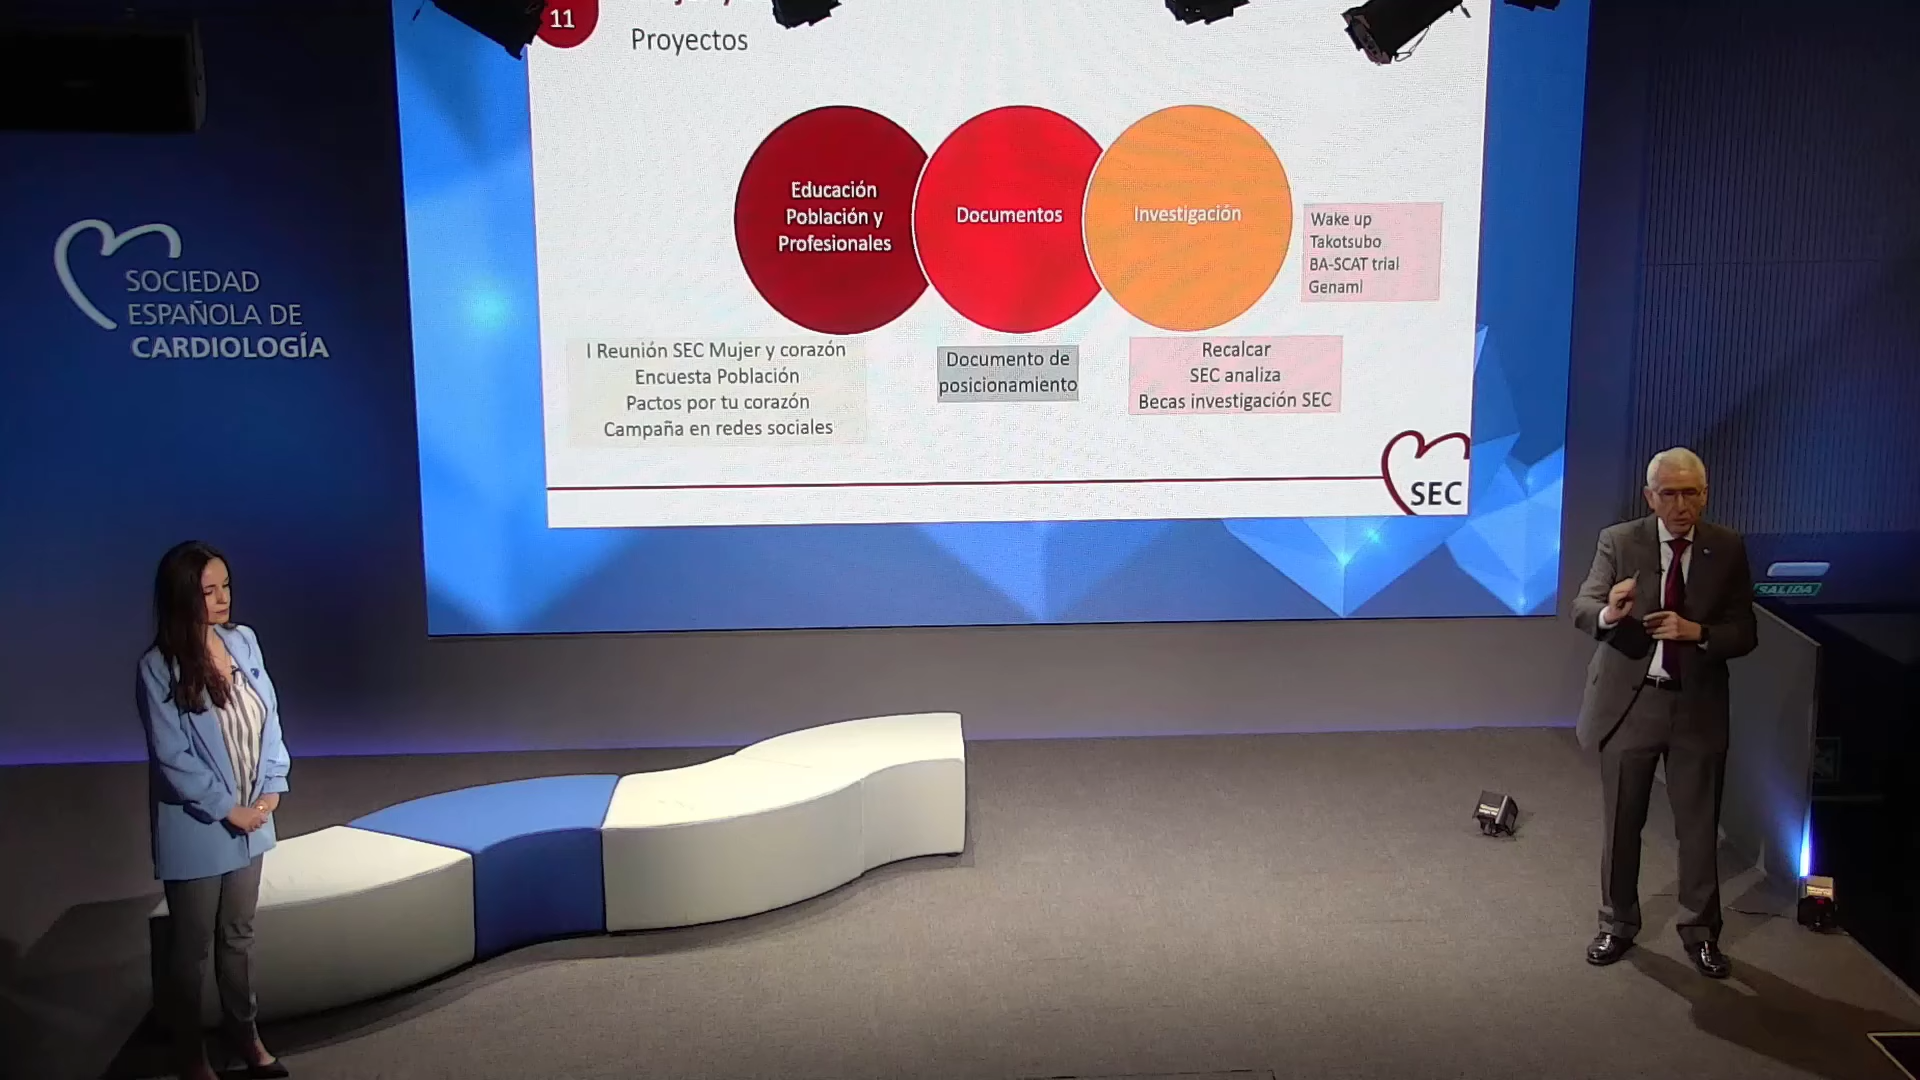 11
Proyectos
Educación
Población y
Profesionales
Documentos
Investigación
Wake up
Takotsubo
BA-SCAT trial
GenamI
I Reunión SEC Mujer y corazón
Encuesta Población
Pactos por tu corazón
Campaña en redes sociales
Documento de
posicionamiento
Recalcar
SEC analiza
Becas investigación SEC
SEC
SOCIEDAD
ESPAÑOLA DE
CARDIOLOGÍA
SALIDA